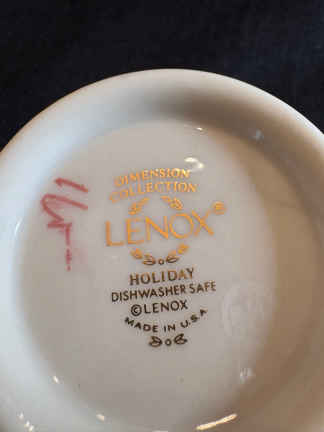 DIMENSION
COLLECTION
LENOX®
HOLIDAY
DISHWASHER SAFE
©LENOX
MADE IN U.S.A.